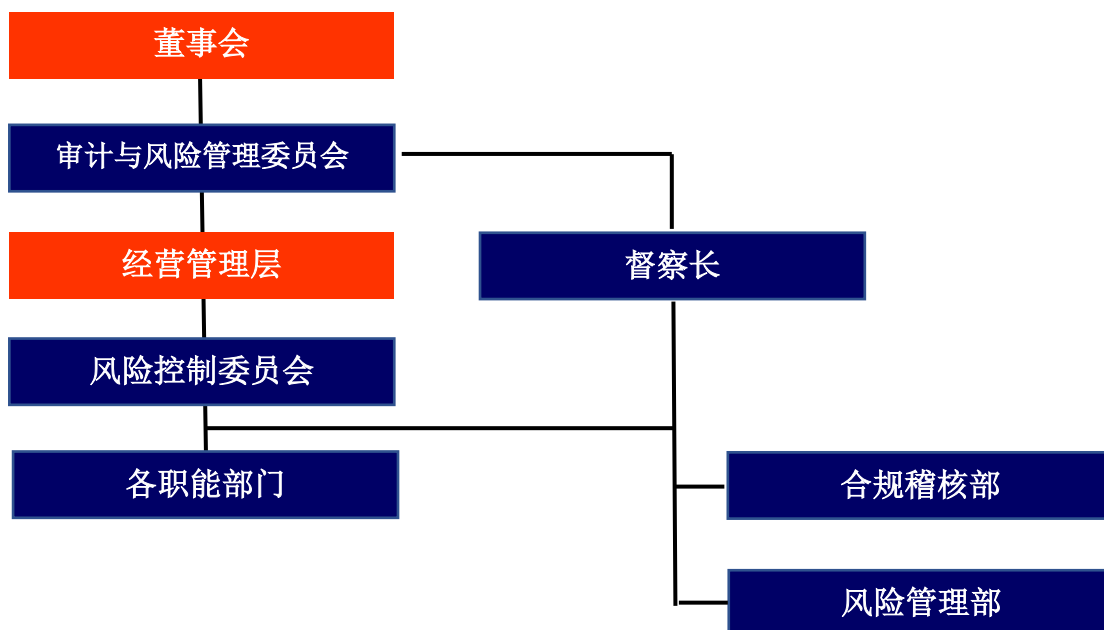 董事会
审计与风险管理委员会
经营管理层
督察长
风险控制委员会
各职能部门
合规稽核部
风险管理部